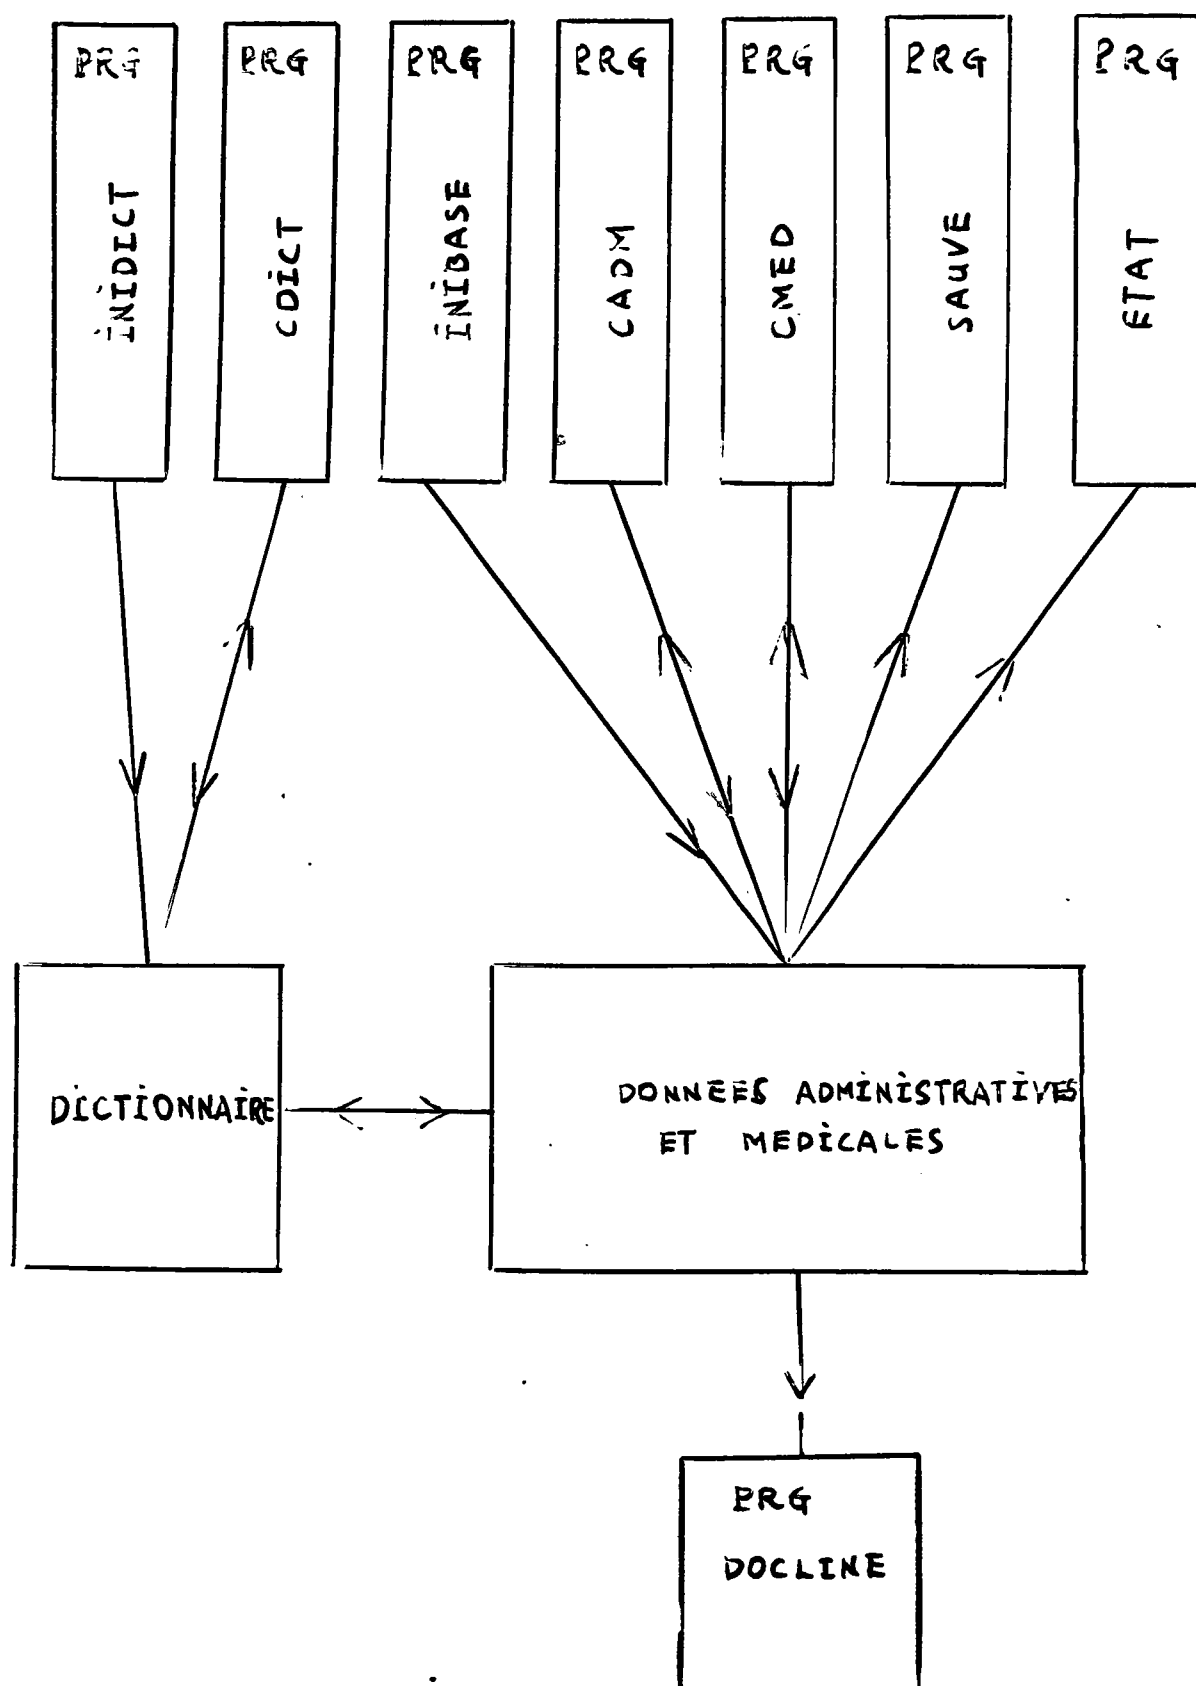 PRG PRG PRG PRG PRG PRG PRG
INIDICT
CDICT
INIBASE
CADM
CMED
SAUVE
ETAT
DICTIONNAIRE
DONNEES ADMINISTRATIVES
ET MEDICALES
PRG
DOCLINE